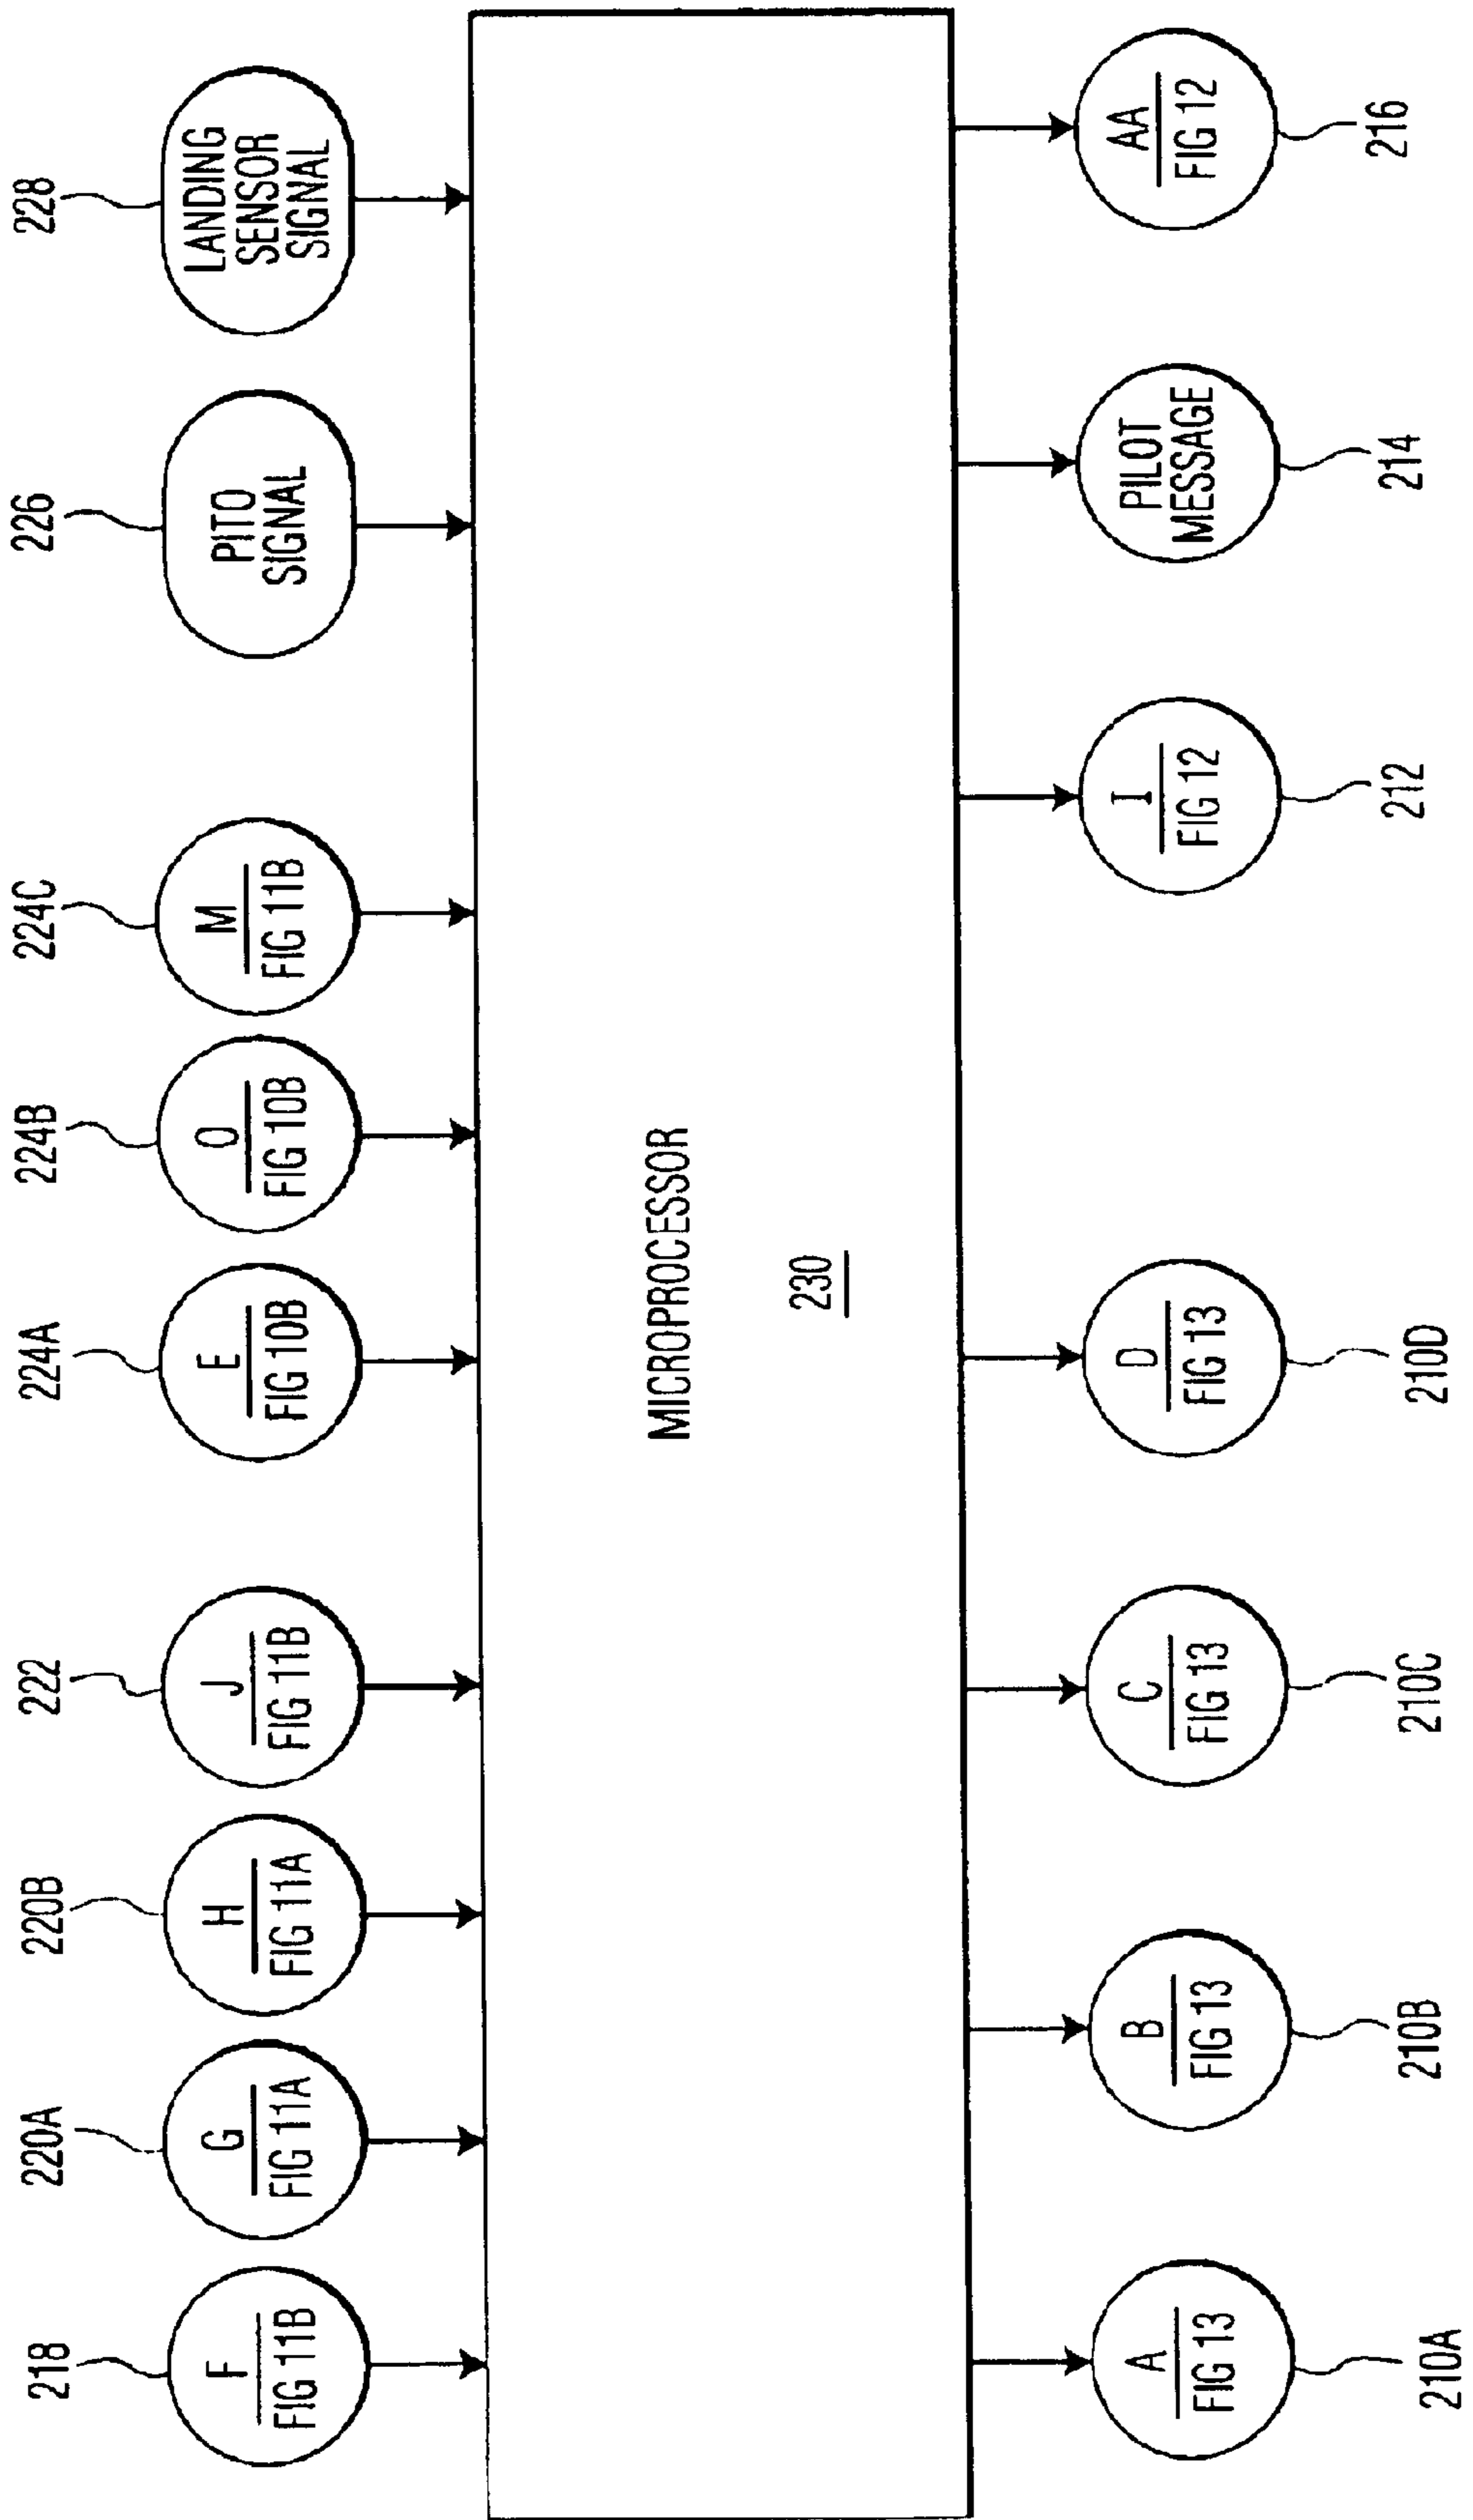 218
220A
220B
222
224A
224B
224C
226
228
F
FIG 11B
G
FIG 11A
H
FIG 11A
J
FIG 11B
E
FIG 10B
O
FIG 10B
M
FIG 11B
PITO
SIGNAL
LANDING
SENSOR
SIGNAL
MICROPROCESSOR
230
A
FIG 13
B
FIG 13
C
FIG 13
D
FIG 13
I
FIG 12
PILOT
MESSAGE
AA
FIG 12
210A
210B
210C
210D
212
214
216